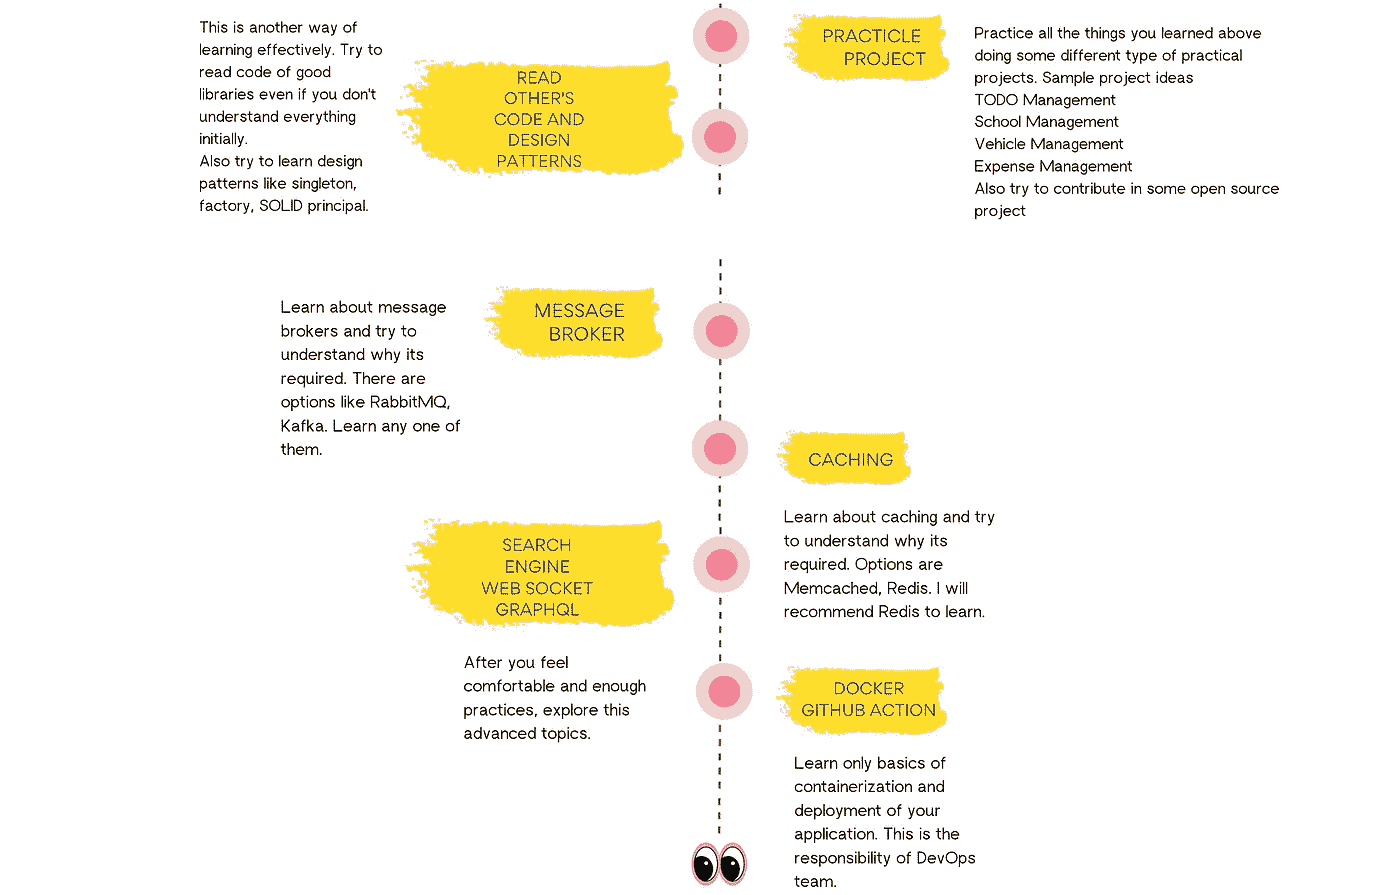 PRACTICLE
PROJECT
Practice all the things you learned above
doing some different type of practical
projects. Sample project ideas
TODO Management
School Management
Vehicle Management
Expense Management
Also try to contribute in some open source
project
This is another way of
learning effectively. Try to
read code of good
libraries even if you don't
understand everything
initially.
Also try to learn design
patterns like singleton,
factory, SOLID principal.
READ
OTHER'S
CODE AND
DESIGN
PATTERNS
Learn about message
brokers and try to
understand why its
required. There are
options like RabbitMQ,
Kafka. Learn any one of
them.
MESSAGE
BROKER
CACHING
Learn about caching and try
to understand why its
required. Options are
Memcached, Redis. I will
recommend Redis to learn.
SEARCH
ENGINE
WEB SOCKET
GRAPHQL
After you feel
comfortable and enough
practices, explore this
advanced topics.
DOCKER
GITHUB ACTION
Learn only basics of
containerization and
deployment of your
application. This is the
responsibility of DevOps
team.